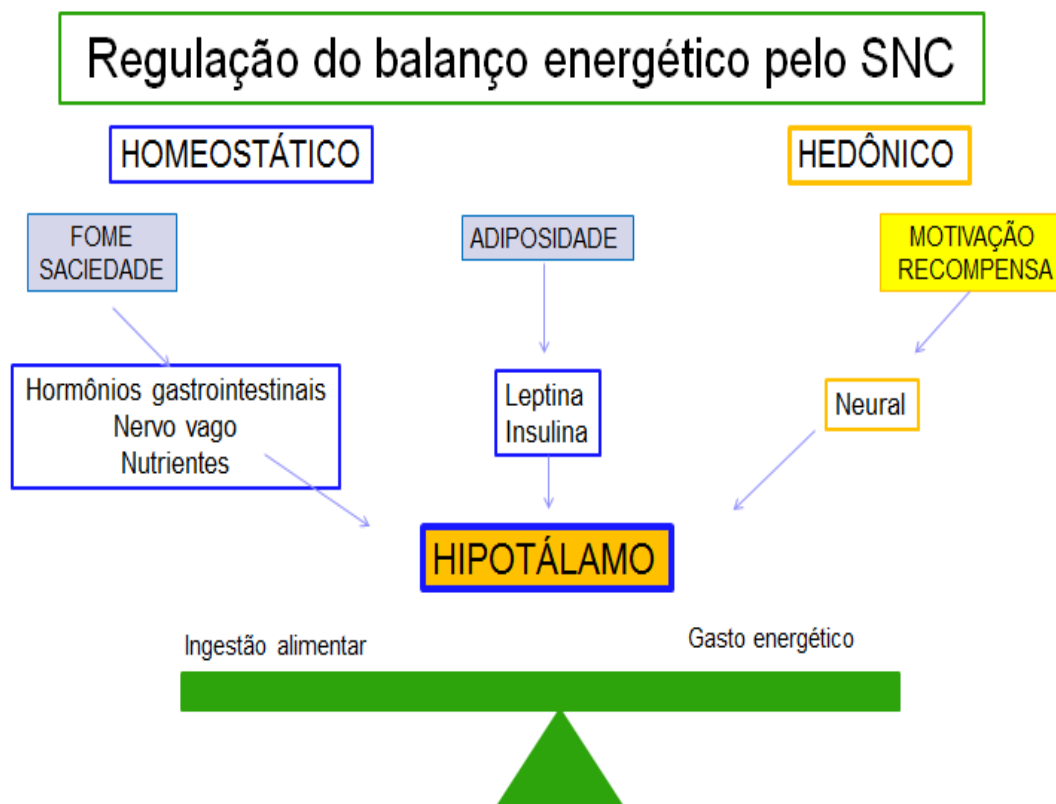 Regulação do balanço energético pelo SNC
HOMEOSTÁTICO
HEDÔNICO
FOME
SACIEDADE
ADIPOSIDADE
MOTIVAÇÃO
RECOMPENSA
Hormônios gastrointestinais
Nervo vago
Nutrientes
Leptina
Insulina
Neural
HIPOTÁLAMO
Ingestão alimentar
Gasto energético